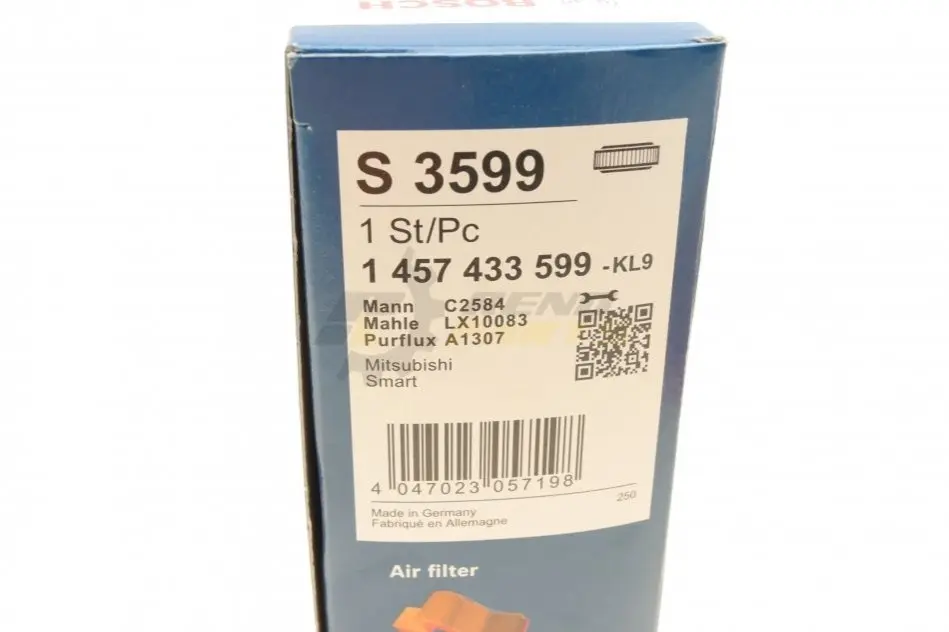 BOSCH
S 3599
1 St/Pc
1 457 433 599 -KL9
Mann C2584
Mahle LX10083
Purflux A1307
Mitsubishi
Smart
4 047023 057198
250
Made in Germany
Fabriqué en Allemagne
Air filter